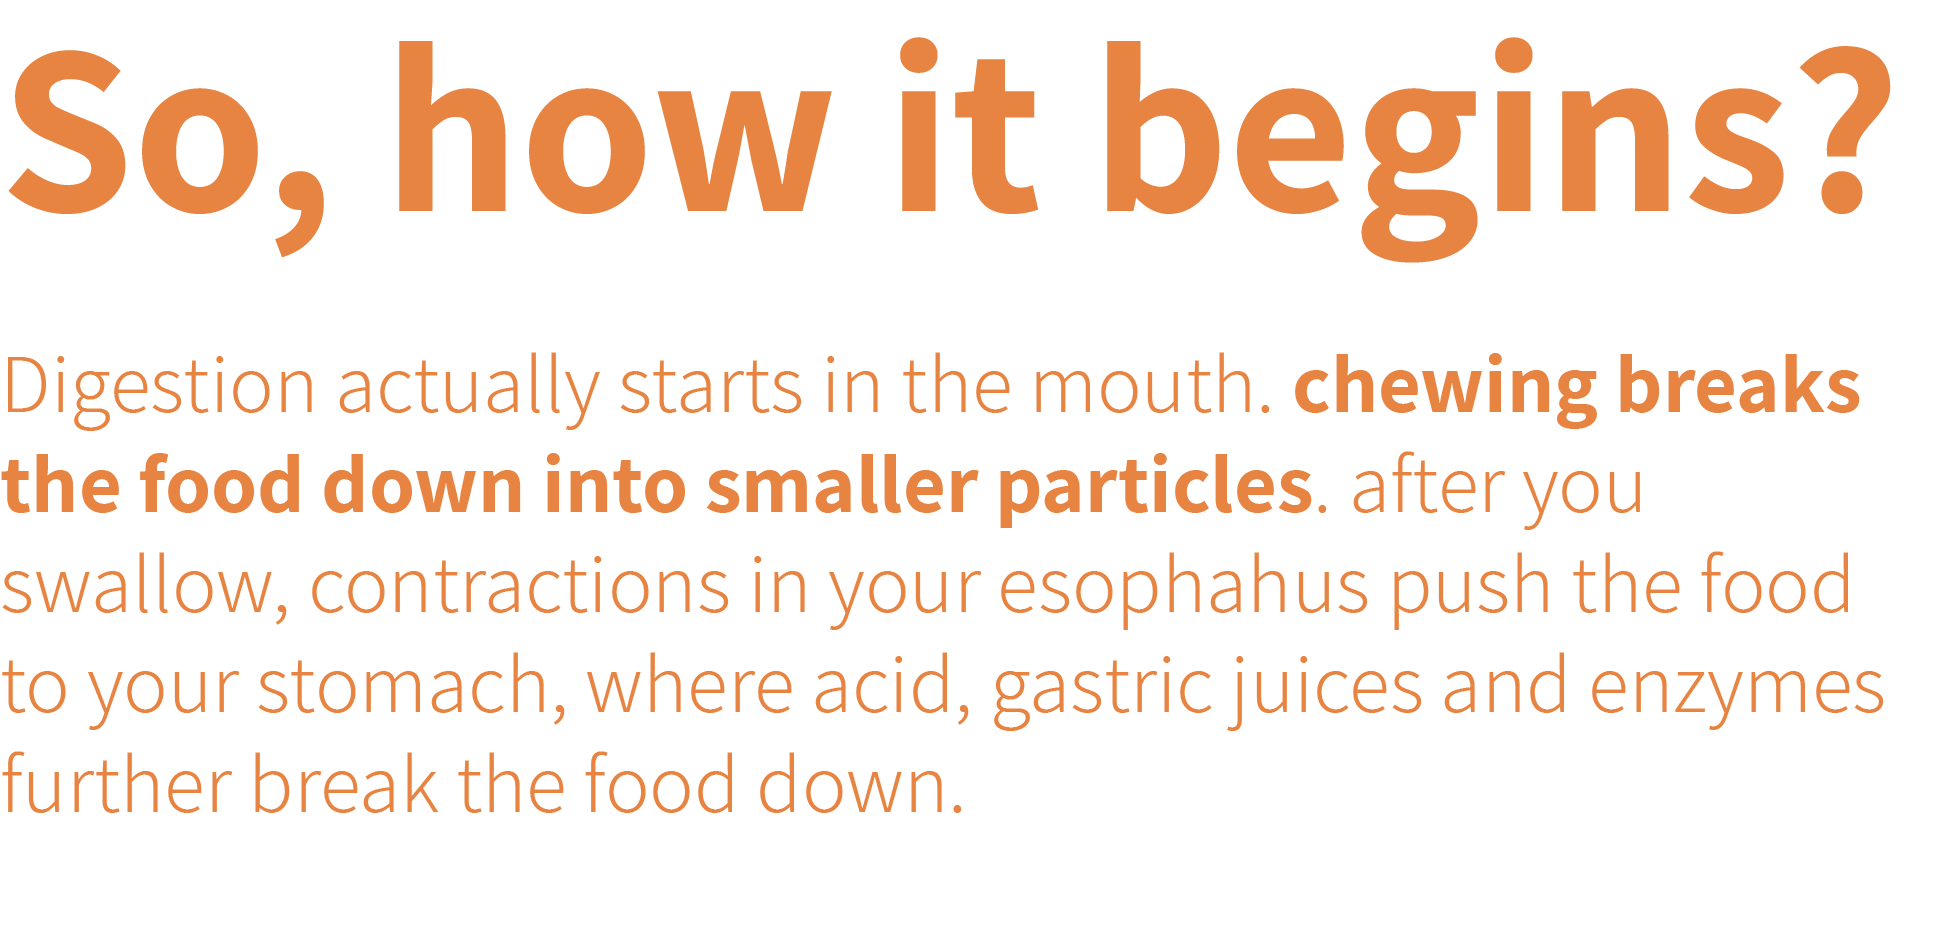 So, how it begins?
Digestion actually starts in the mouth. chewing breaks
the food down into smaller particles. after you
swallow, contractions in your esophahus push the food
to your stomach, where acid, gastric juices and enzymes
further break the food down.